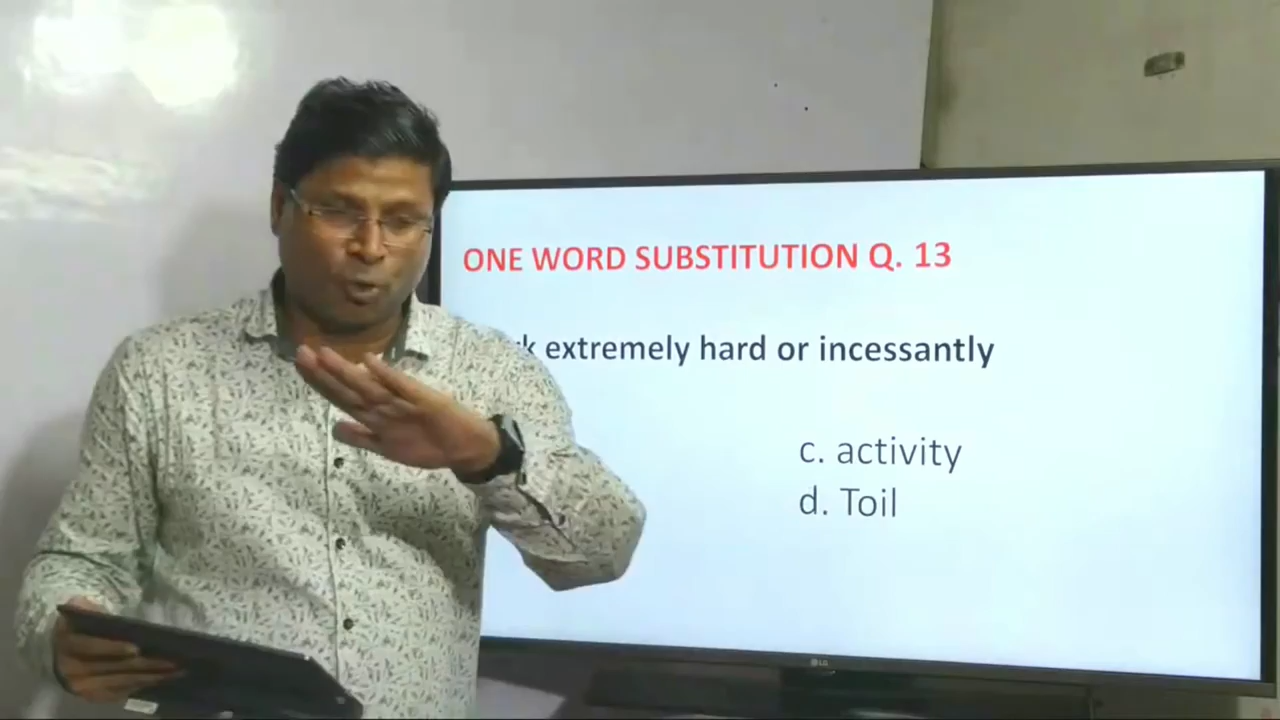 ONE WORD SUBSTITUTION Q. 13
extremely hard or incessantly
c. activity
d. Toil
LG